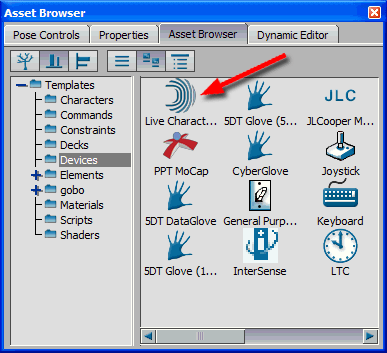 Asset Browser
Pose Controls
Properties
Asset Browser
Dynamic Editor
Templates
Characters
Commands
Constraints
Decks
Devices
Elements
gobo
Materials
Scripts
Shaders
JLC
Live Charact...
5DT Glove (5...
JLCooper M...
PPT MoCap
CyberGlove
Joystick
5DT DataGlove
General Purp...
Keyboard
5DT Glove (1...
InterSense
LTC